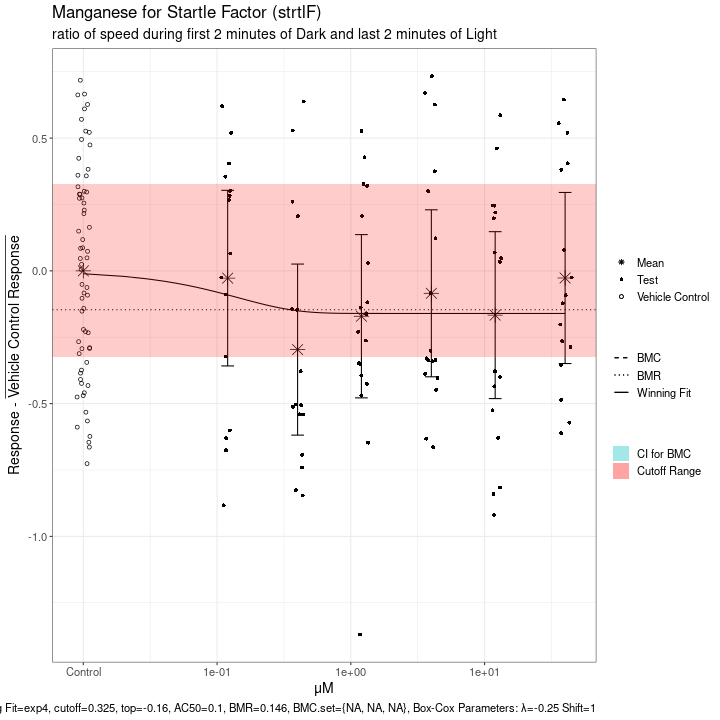 Manganese for Startle Factor (strtlF)
ratio of speed during first 2 minutes of Dark and last 2 minutes of Light
Response - Vehicle Control Response
0.5
0.0
-0.5
-1.0
Control
1e-01
1e+00
1e+01
μM
Mean
Test
Vehicle Control
BMC
BMR
Winning Fit
CI for BMC
Cutoff Range
Fit=exp4, cutoff=0.325, top=-0.16, AC50=0.1, BMR=0.146, BMC.set={NA, NA, NA}, Box-Cox Parameters: λ=-0.25 Shift=1